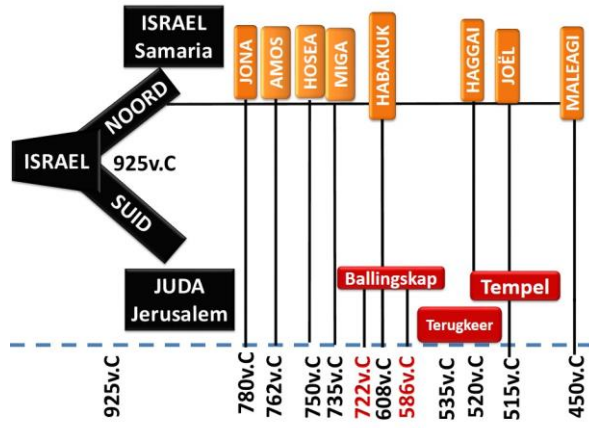 ISRAEL
Samaria
JONA
AMOS
HOSEA
MIGA
HABAKUK
HAGGAI
JOËL
MALEAGI
NOORD
ISRAEL
925v.C
SUID
JUDA
Jerusalem
Ballingskap
Tempel
Terugkeer
925v.C
780v.C
762v.C
750v.C
735v.C
722v.C
608v.C
586v.C
535v.C
520v.C
515v.C
450v.C